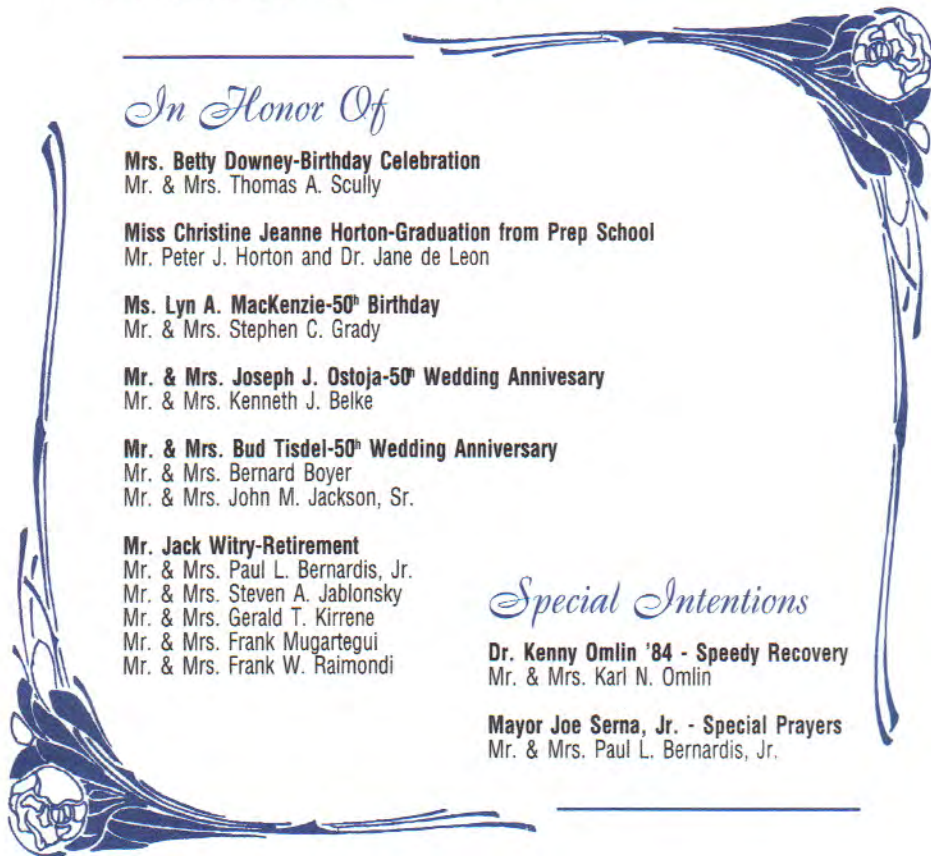 In Honor Of
Mrs. Betty Downey-Birthday Celebration
Mr. & Mrs. Thomas A. Scully
Miss Christine Jeanne Horton-Graduation from Prep School
Mr. Peter J. Horton and Dr. Jane de Leon
Ms. Lyn A. MacKenzie-50ʰ Birthday
Mr. & Mrs. Stephen C. Grady
Mr. & Mrs. Joseph J. Ostoja-50ʰ Wedding Annivesary
Mr. & Mrs. Kenneth J. Belke
Mr. & Mrs. Bud Tisdel-50ʰ Wedding Anniversary
Mr. & Mrs. Bernard Boyer
Mr. & Mrs. John M. Jackson, Sr.
Mr. Jack Witry-Retirement
Mr. & Mrs. Paul L. Bernardis, Jr.
Mr. & Mrs. Steven A. Jablonsky
Mr. & Mrs. Gerald T. Kirrene
Mr. & Mrs. Frank Mugartegui
Mr. & Mrs. Frank W. Raimondi
Special Intentions
Dr. Kenny Omlin '84 - Speedy Recovery
Mr. & Mrs. Karl N. Omlin
Mayor Joe Serna, Jr. - Special Prayers
Mr. & Mrs. Paul L. Bernardis, Jr.